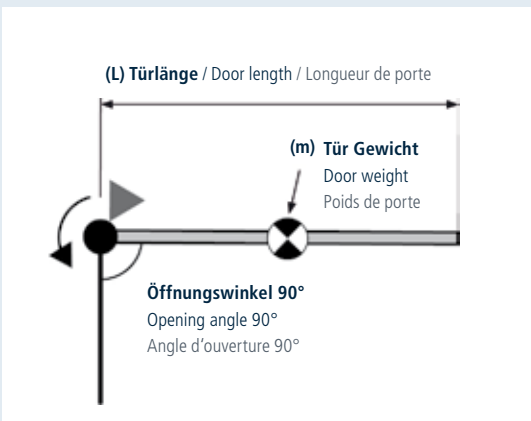 (L) Türlänge / Door length / Longueur de porte
(m) Tür Gewicht
Door weight
Poids de porte
Öffnungswinkel 90°
Opening angle 90°
Angle d'ouverture 90°